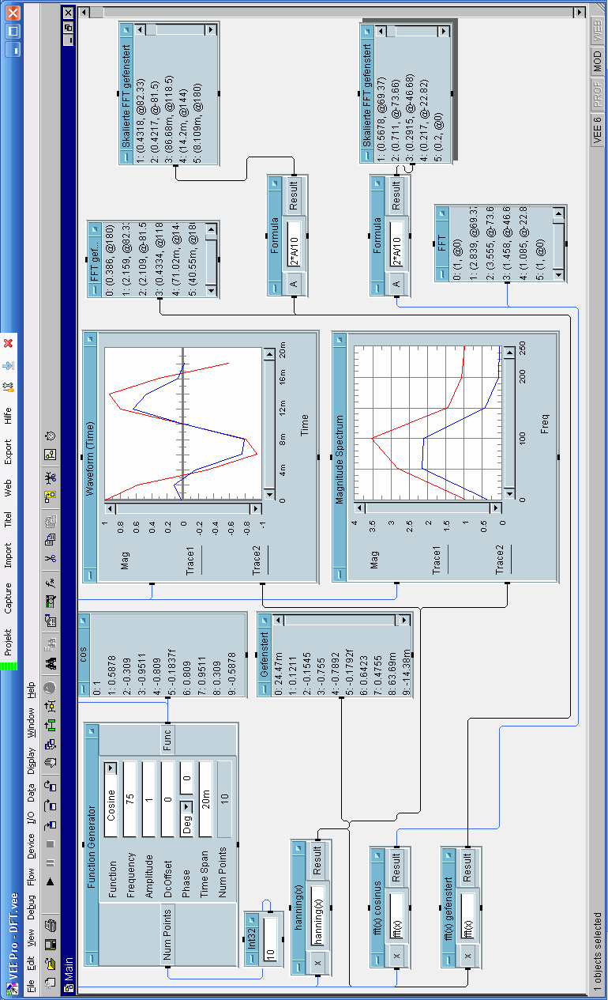 VEE Pro - DFT.vee
Projekt Capture Import Titel Web Export Hilfe
File Edit View Debug Flow Device I/O Data Display Window Help
Main
Function Generator
Function Cosine
Frequency 75
Amplitude 1
DcOffset 0
Phase Deg 0
Time Span 20m
Num Points 10
Num Points
Func
cos
0: 1
1: 0.5878
2: -0.309
3: -0.9511
4: -0.809
5: -0.1837f
6: 0.809
7: 0.9511
8: 0.309
9: -0.5878
Waveform (Time)
Mag
Trace1
Trace2
1
0.8
0.6
0.4
0.2
0
-0.2
-0.4
-0.6
-0.8
-1
0 4m 8m 12m 16m 20m
Time
FFT gef...
0: (0.386, @180)
1: (2.159, @82.3
2: (2.109, @-81.5
3: (0.4334, @118
4: (71.02m, @14
5: (40.55m, @18
Skalierte FFT gefenstert
1: (0.4318, @82.33)
2: (0.4217, @-81.5)
3: (86.68m, @118.5)
4: (14.2m, @144)
5: (8.109m, @180)
Int32
10
hanning(x)
x hanning(x) Result
Gefenstert
0: 24.47m
1: 0.1211
2: -0.1545
3: -0.755
4: -0.7892
5: -0.1792f
6: 0.6423
7: 0.4755
8: 63.69m
9: -14.38m
Formula
A 2*A/10 Result
fft(x) cosinus
x fft(x) Result
Magnitude Spectrum
Mag
Trace1
Trace2
4
3.5
3
2.5
2
1.5
1
0.5
0
0 100 200 250
Freq
Formula
A 2*A/10 Result
Skalierte FFT gefenstert
1: (0.5678, @69.37)
2: (0.711, @-73.66)
3: (0.2915, @-46.68)
4: (0.217, @-22.82)
5: (0.2, @0)
fft(x) gefenstert
x fft(x) Result
FFT
0: (1, @0)
1: (2.839, @69.37
2: (3.555, @-73.6
3: (1.458, @-46.6
4: (1.085, @-22.8
5: (1, @0)
1 objects selected
VEE 6 PROF MOD WEB